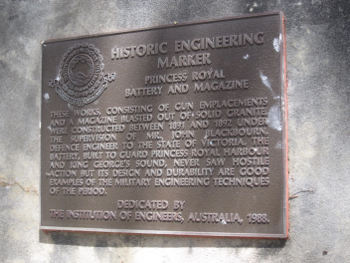 HISTORIC ENGINEERING
MARKER
PRINCESS ROYAL
BATTERY AND MAGAZINE
THESE WORKS, CONSISTING OF GUN EMPLACEMENTS
AND A MAGAZINE BLASTED OUT OF SOLID GRANITE
WERE CONSTRUCTED BETWEEN 1891 AND 1892 UNDER
THE SUPERVISION OF MR. JOHN BLACKBOURN,
DEFENCE ENGINEER TO THE STATE OF VICTORIA. THE
BATTERY, BUILT TO GUARD PRINCESS ROYAL HARBOUR
AND KING GEORGE'S SOUND, NEVER SAW HOSTILE
ACTION BUT ITS DESIGN AND DURABILITY ARE GOOD
EXAMPLES OF THE MILITARY ENGINEERING TECHNIQUES
OF THE PERIOD.
DEDICATED BY
THE INSTITUTION OF ENGINEERS, AUSTRALIA, 1988.